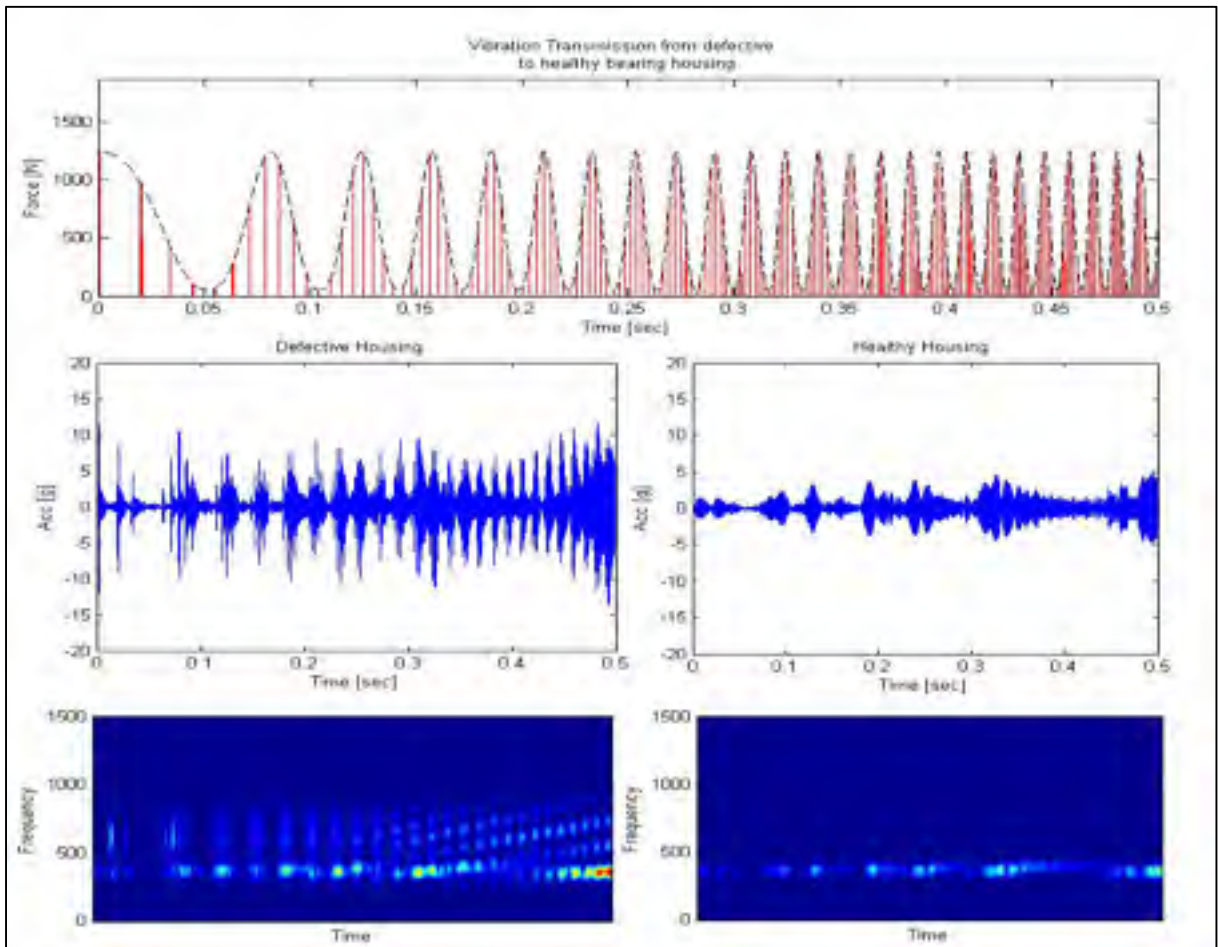 Vibration Transmission from defective
to healthy bearing housing
Force [N]
1500
1000
500
0
0 0.05 0.1 0.15 0.2 0.25 0.3 0.35 0.4 0.45 0.5
Time [sec]
Defective Housing
Acc [g]
20
15
10
5
0
-5
-10
-15
-20
0 0.1 0.2 0.3 0.4 0.5
Time [sec]
Healthy Housing
Acc [g]
20
15
10
5
0
-5
-10
-15
-20
0 0.1 0.2 0.3 0.4 0.5
Time [sec]
Frequency
1500
1000
500
0
Time
Frequency
1500
1000
500
0
Time